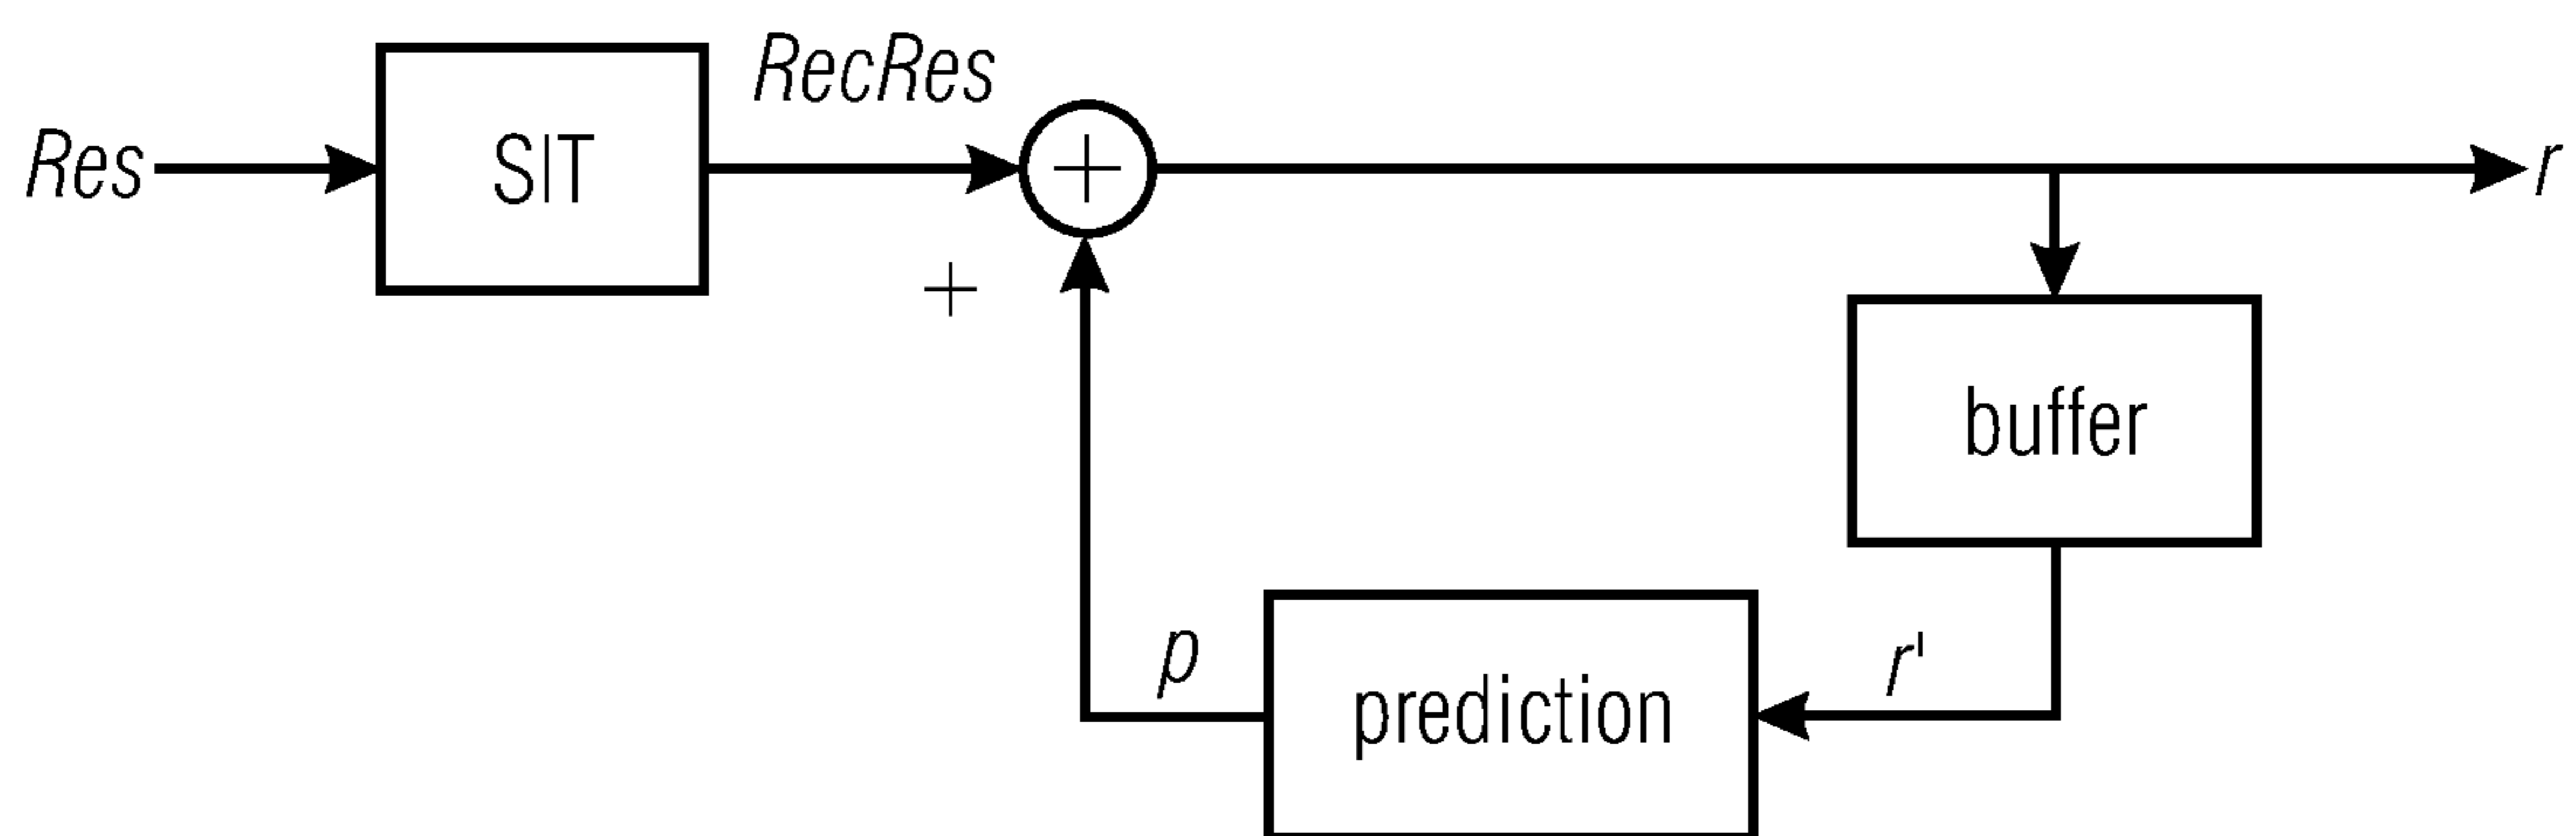 Res
SIT
RecRes
+
+
r
buffer
r'
prediction
p